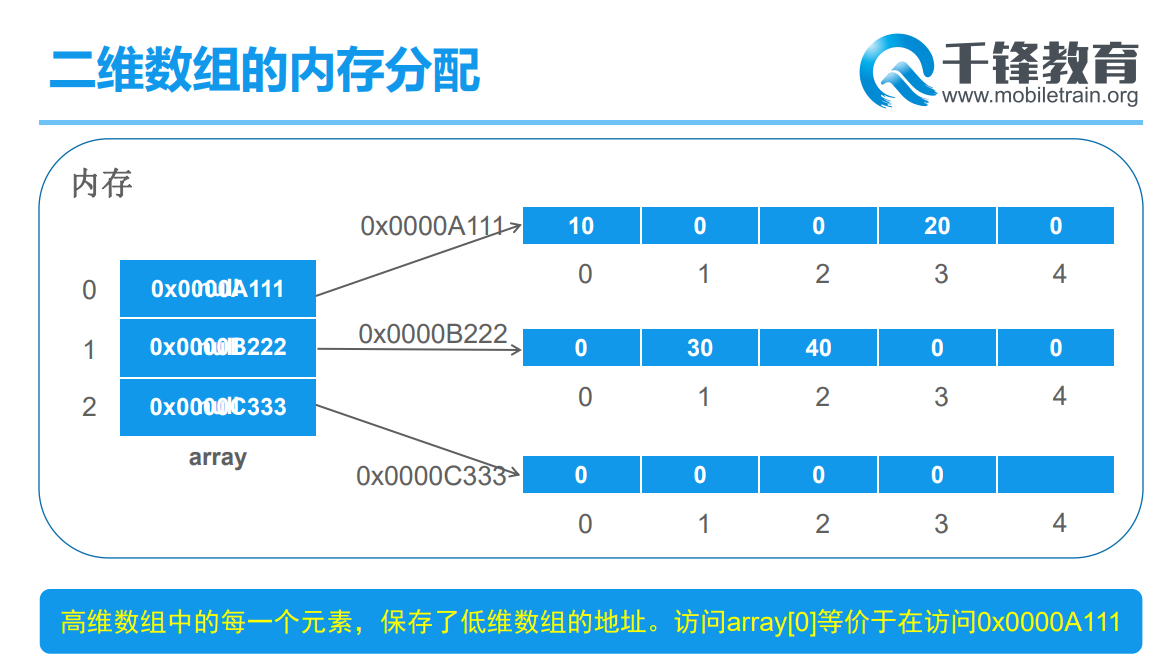 二维数组的内存分配
千锋教育
www.mobiletrain.org
内存
0x0000A111
10 0 0 20 0
0 1 2 3 4
0 0x0000A111 null
0x0000B222
1 0x0000B222 null
0 30 40 0 0
0 1 2 3 4
2 0x0000C333 null
array
0x0000C333
0 0 0 0
0 1 2 3 4
高维数组中的每一个元素，保存了低维数组的地址。访问array[0]等价于在访问0x0000A111